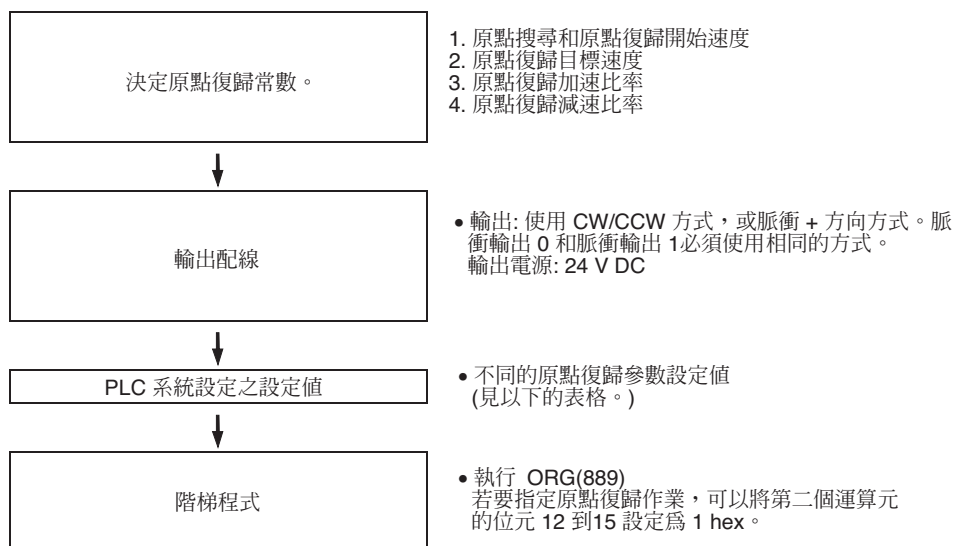 決定原點復歸常數。
1. 原點搜尋和原點復歸開始速度
2. 原點復歸目標速度
3. 原點復歸加速比率
4. 原點復歸減速比率
輸出配線
• 輸出: 使用 CW/CCW 方式，或脈衝 + 方向方式。脈
衝輸出 0 和脈衝輸出 1必須使用相同的方式。
輸出電源: 24 V DC
PLC 系統設定之設定值
• 不同的原點復歸參數設定值
(見以下的表格。)
階梯程式
• 執行 ORG(889)
若要指定原點復歸作業，可以將第二個運算元
的位元 12 到15 設定爲 1 hex。